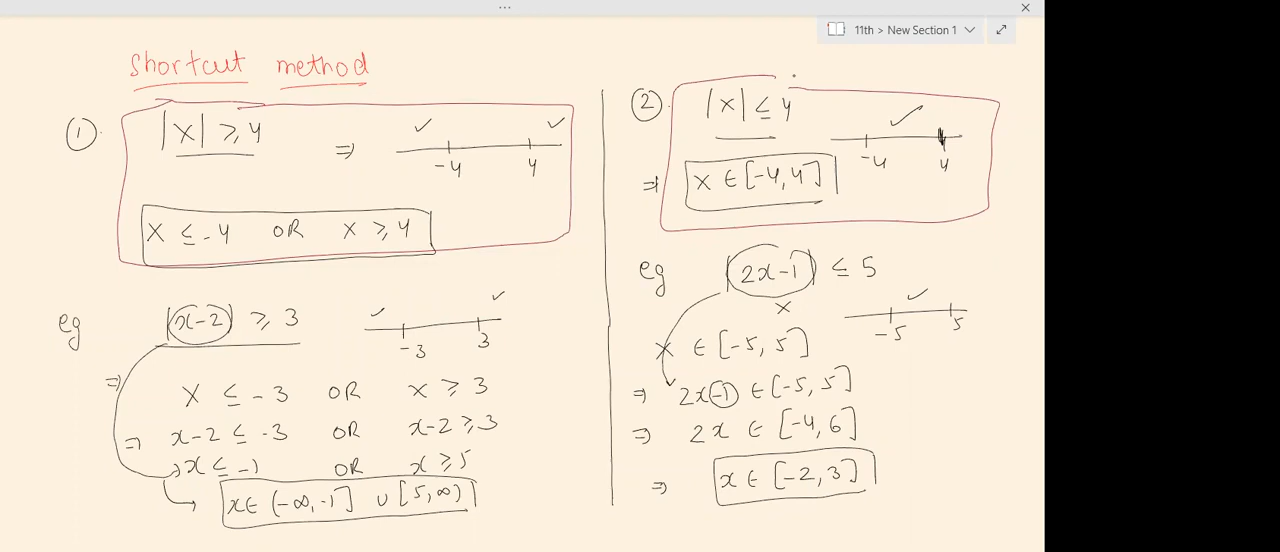 11th > New Section 1
Shortcut method
① |X| ≥ 4 ⇒
-4 4
X ≤ -4 OR X ≥ 4
eg |x-2| ≥ 3
-3 3
⇒ X ≤ -3 OR X ≥ 3
⇒ x-2 ≤ -3 OR x-2 ≥ 3
x ≤ -1 OR x ≥ 5
x ∈ (-∞, -1] ∪ [5, ∞)
② |X| ≤ 4
-4 4
⇒ X ∈ [-4, 4]
eg |2x-1| ≤ 5
X
-5 5
X ∈ [-5, 5]
⇒ 2x-1 ∈ [-5, 5]
⇒ 2x ∈ [-4, 6]
⇒ x ∈ [-2, 3]